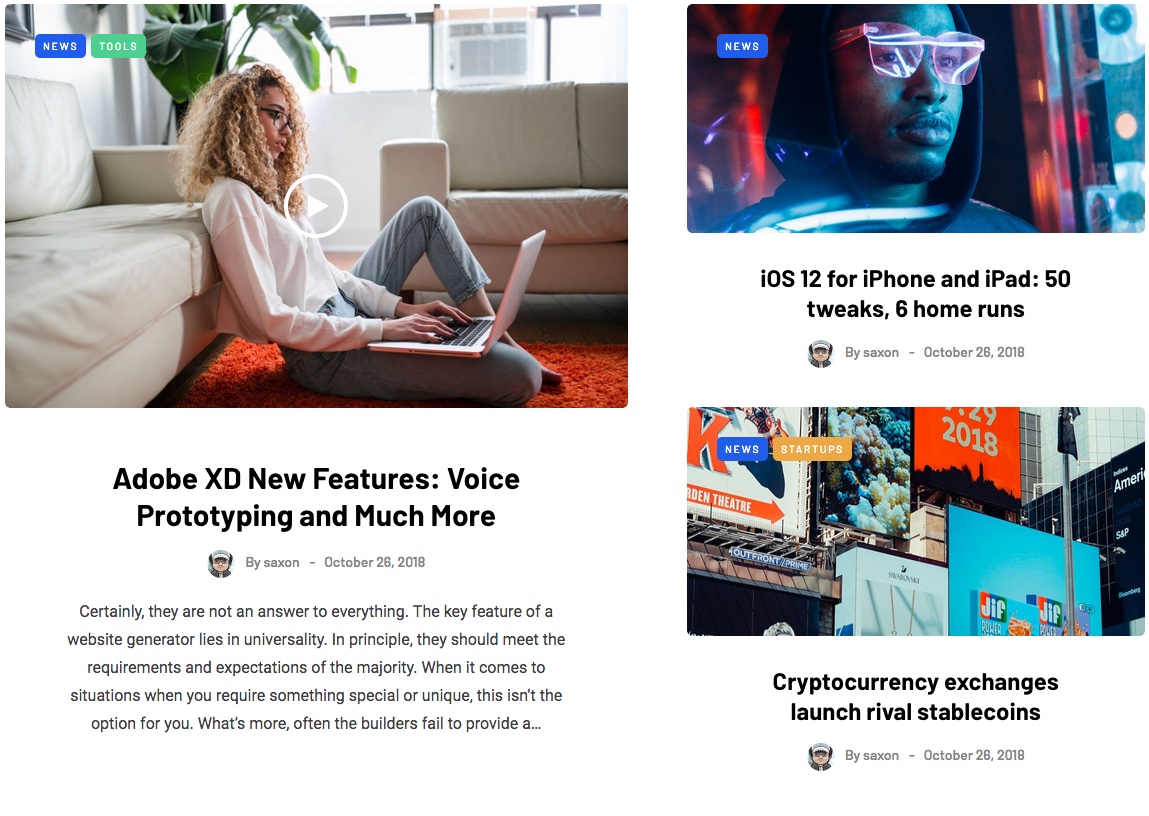 NEWS TOOLS
Adobe XD New Features: Voice
Prototyping and Much More
By saxon - October 26, 2018
Certainly, they are not an answer to everything. The key feature of a
website generator lies in universality. In principle, they should meet the
requirements and expectations of the majority. When it comes to
situations when you require something special or unique, this isn’t the
option for you. What’s more, often the builders fail to provide a...
NEWS
iOS 12 for iPhone and iPad: 50
tweaks, 6 home runs
By saxon - October 26, 2018
NEWS STARTUPS
2018
THEATRE
OUTFRONT/PRIME
SWAROVSKI
Jif
Jif
POWER
Indices
S&P
Bloomberg
Cryptocurrency exchanges
launch rival stablecoins
By saxon - October 26, 2018